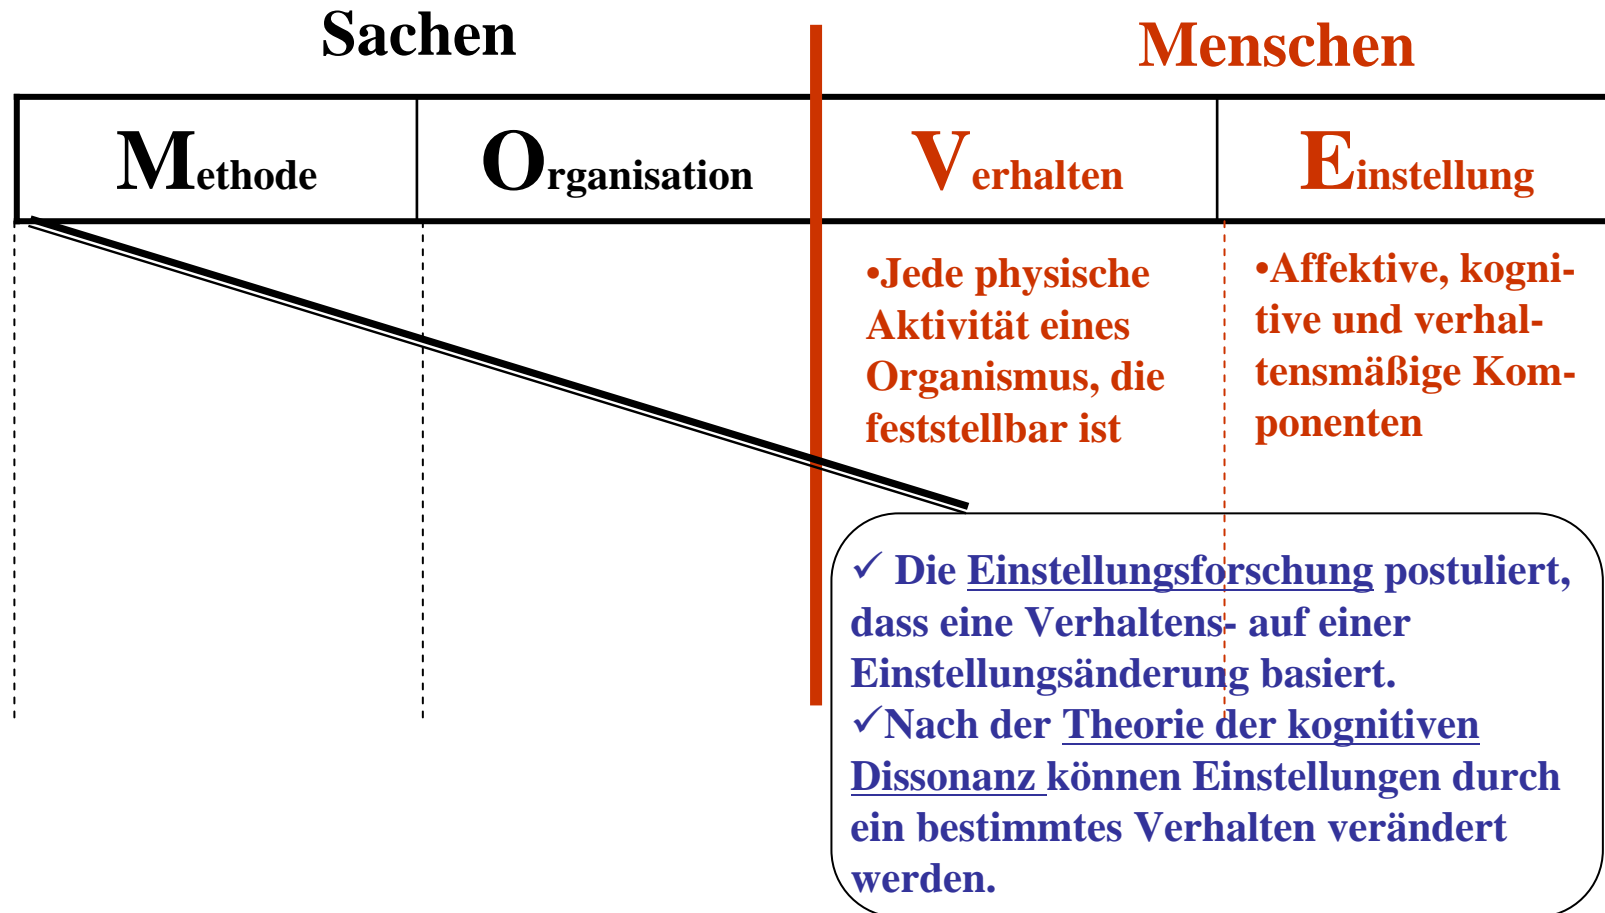 Sachen
Menschen
Methode
Organisation
Verhalten
Einstellung
•Jede physische
Aktivität eines
Organismus, die
feststellbar ist
•Affektive, kogni-
tive und verhal-
tensmäßige Kom-
ponenten
✓ Die Einstellungsforschung postuliert,
dass eine Verhaltens- auf einer
Einstellungsänderung basiert.
✓Nach der Theorie der kognitiven
Dissonanz können Einstellungen durch
ein bestimmtes Verhalten verändert
werden.